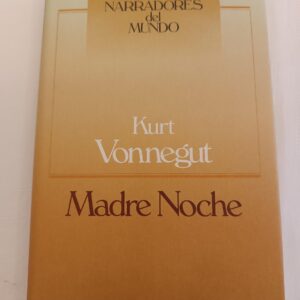 NARRADORES
del
MUNDO
Kurt
Vonnegut
Madre Noche